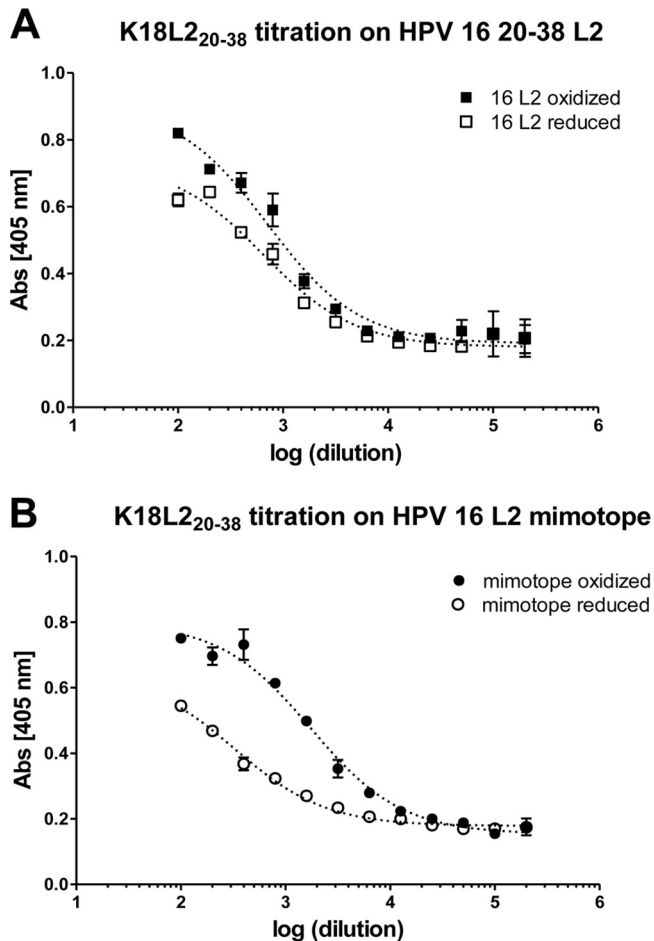 A
K18L2₂₀₋₃₈ titration on HPV 16 20-38 L2
1.0
16 L2 oxidized
16 L2 reduced
0.8
0.6
Abs [405 nm]
0.4
0.2
0.0
1 2 3 4 5 6
log (dilution)
B
K18L2₂₀₋₃₈ titration on HPV 16 L2 mimotope
1.0
mimotope oxidized
mimotope reduced
0.8
0.6
Abs [405 nm]
0.4
0.2
0.0
1 2 3 4 5 6
log (dilution)